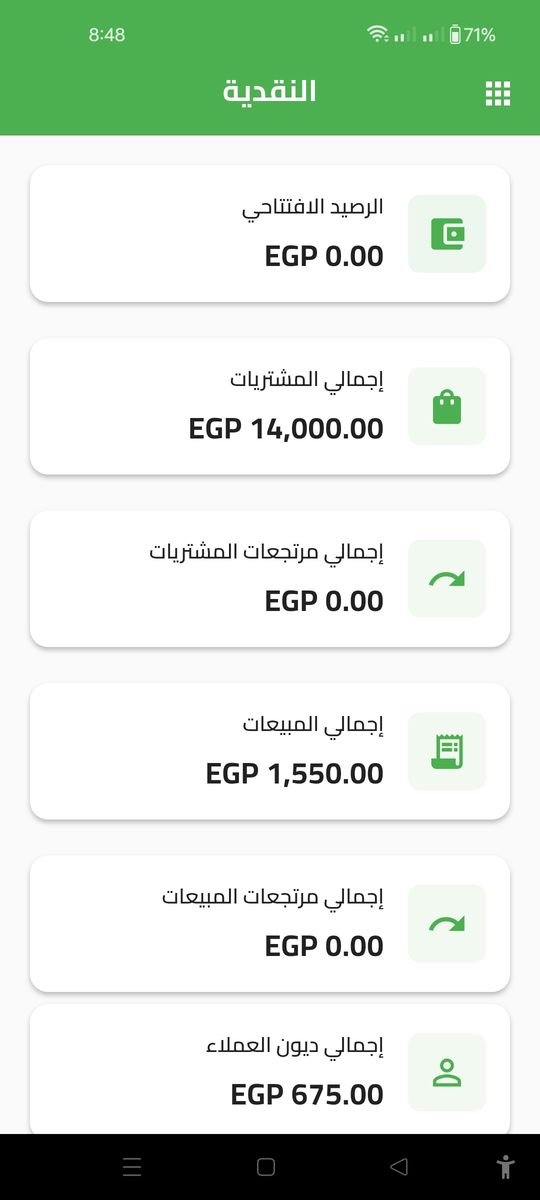 8:48
71%
النقدية
الرصيد الافتتاحي
EGP 0.00
إجمالي المشتريات
EGP 14,000.00
إجمالي مرتجعات المشتريات
EGP 0.00
إجمالي المبيعات
EGP 1,550.00
إجمالي مرتجعات المبيعات
EGP 0.00
إجمالي ديون العملاء
EGP 675.00